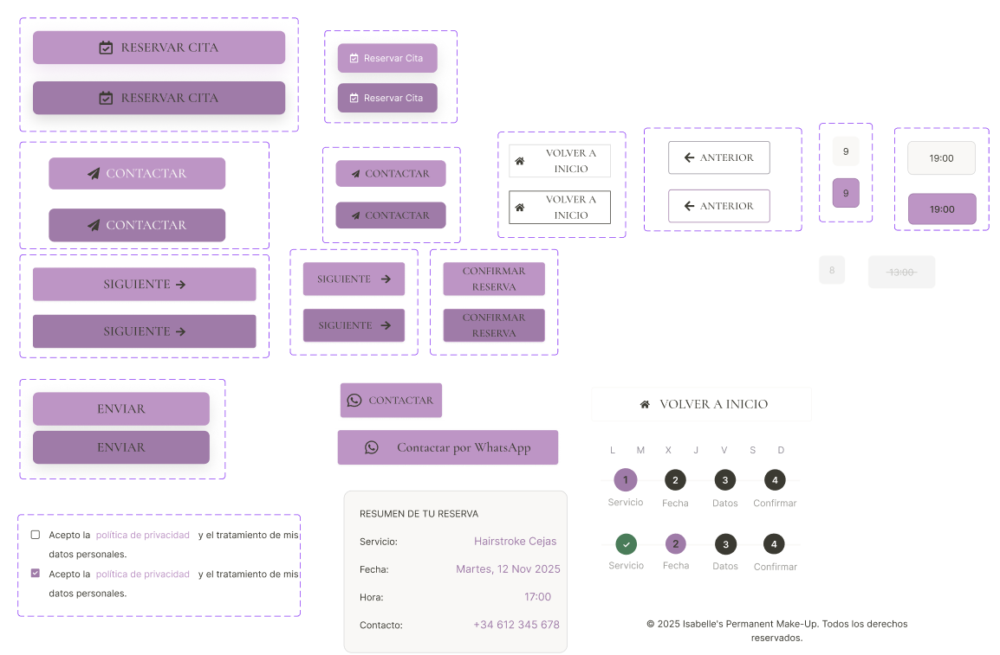 RESERVAR CITA
RESERVAR CITA
Reservar Cita
Reservar Cita
CONTACTAR
CONTACTAR
CONTACTAR
CONTACTAR
VOLVER A
INICIO
VOLVER A
INICIO
ANTERIOR
ANTERIOR
9
9
19:00
19:00
SIGUIENTE
SIGUIENTE
SIGUIENTE
SIGUIENTE
CONFIRMAR
RESERVA
CONFIRMAR
RESERVA
8
13:00
ENVIAR
ENVIAR
CONTACTAR
Contactar por WhatsApp
VOLVER A INICIO
L M X J V S D
1 2 3 4
Servicio Fecha Datos Confirmar
2 3 4
Servicio Fecha Datos Confirmar
Acepto la política de privacidad y el tratamiento de mis
datos personales.
Acepto la política de privacidad y el tratamiento de mis
datos personales.
RESUMEN DE TU RESERVA
Servicio: Hairstroke Cejas
Fecha: Martes, 12 Nov 2025
Hora: 17:00
Contacto: +34 612 345 678
© 2025 Isabelle's Permanent Make-Up. Todos los derechos
reservados.